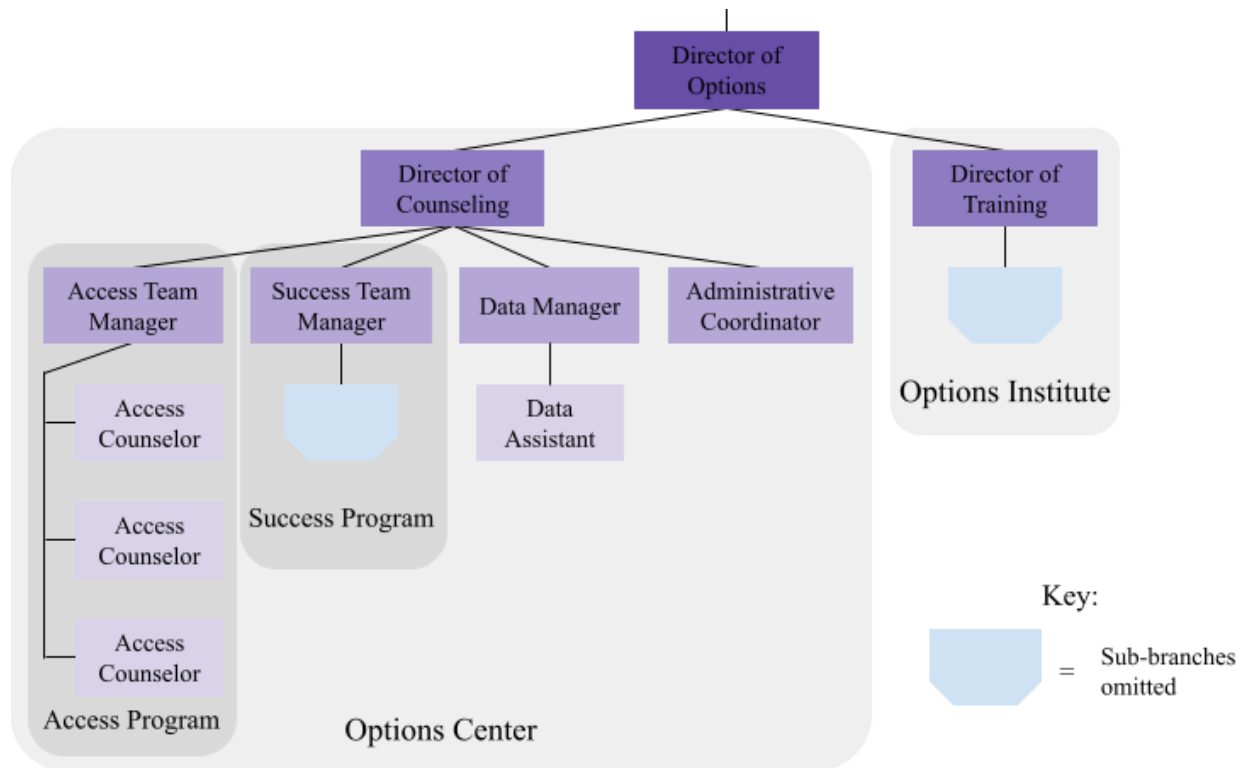 Director of
Options
Director of
Counseling
Director of
Training
Access Team
Manager
Success Team
Manager
Data Manager
Administrative
Coordinator
Access
Counselor
Data
Assistant
Options Institute
Access
Counselor
Success Program
Access
Counselor
Access Program
Options Center
Key:
=
Sub-branches
omitted